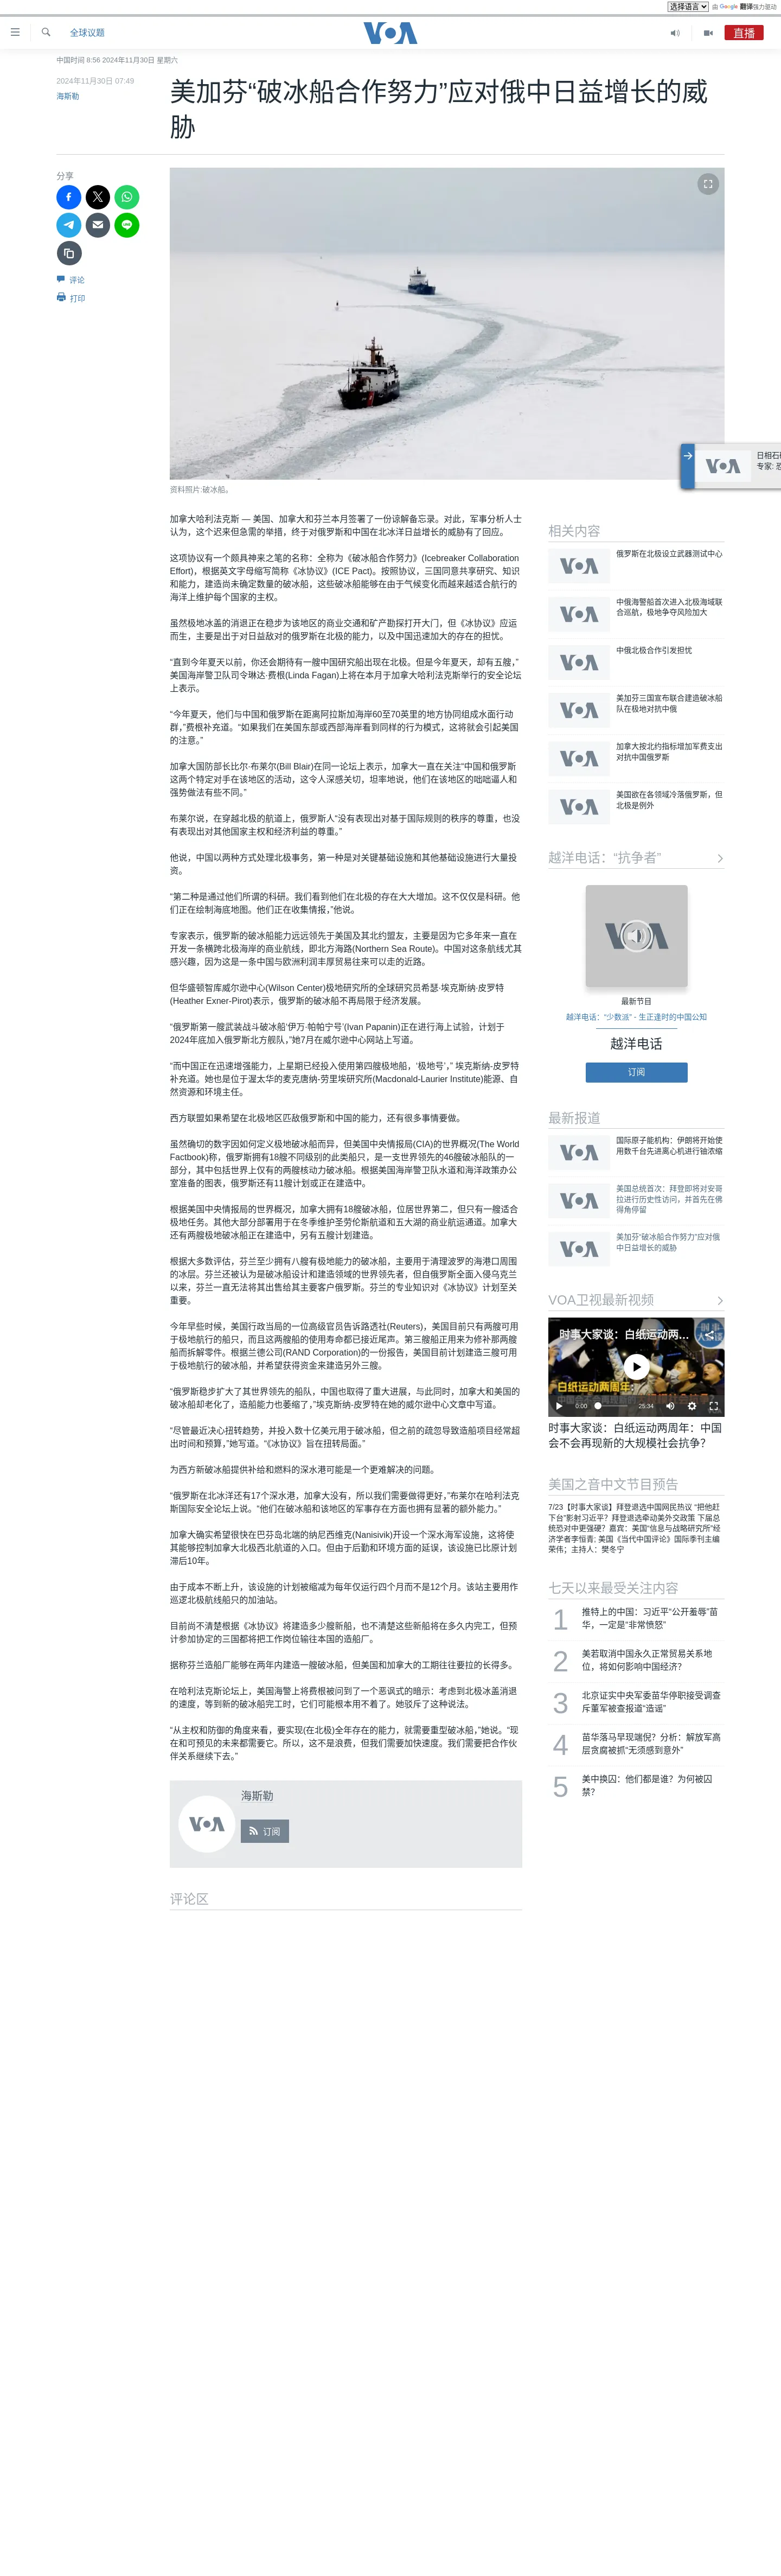 选择语言 由 Google 翻译强力驱动
全球议题
VOA
直播
中国时间 8:56 2024年11月30日 星期六
2024年11月30日 07:49
海斯勒
美加芬“破冰船合作努力”应对俄中日益增长的威
胁
分享
评论
打印
资料照片:破冰船。
日相石
专家: 恐
VOA
加拿大哈利法克斯 — 美国、加拿大和芬兰本月签署了一份谅解备忘录。对此，军事分析人士
认为，这个迟来但急需的举措，终于对俄罗斯和中国在北冰洋日益增长的威胁有了回应。
这项协议有一个颇具神来之笔的名称：全称为《破冰船合作努力》(Icebreaker Collaboration
Effort)，根据英文字母缩写简称《冰协议》(ICE Pact)。按照协议，三国同意共享研究、知识
和能力，建造尚未确定数量的破冰船，这些破冰船能够在由于气候变化而越来越适合航行的
海洋上维护每个国家的主权。
虽然极地冰盖的消退正在稳步为该地区的商业交通和矿产勘探打开大门，但《冰协议》应运
而生，主要是出于对日益敌对的俄罗斯在北极的能力，以及中国迅速加大的存在的担忧。
“直到今年夏天以前，你还会期待有一艘中国研究船出现在北极。但是今年夏天，却有五艘，”
美国海岸警卫队司令琳达·费根(Linda Fagan)上将在本月于加拿大哈利法克斯举行的安全论坛
上表示。
“今年夏天，他们与中国和俄罗斯在距离阿拉斯加海岸60至70英里的地方协同组成水面行动
群，”费根补充道。“如果我们在美国东部或西部海岸看到同样的行为模式，这将就会引起美国
的注意。”
加拿大国防部长比尔·布莱尔(Bill Blair)在同一论坛上表示，加拿大一直在关注“中国和俄罗斯
这两个特定对手在该地区的活动，这令人深感关切，坦率地说，他们在该地区的咄咄逼人和
强势做法有些不同。”
布莱尔说，在穿越北极的航道上，俄罗斯人“没有表现出对基于国际规则的秩序的尊重，也没
有表现出对其他国家主权和经济利益的尊重。”
他说，中国以两种方式处理北极事务，第一种是对关键基础设施和其他基础设施进行大量投
资。
“第二种是通过他们所谓的科研。我们看到他们在北极的存在大大增加。这不仅仅是科研。他
们正在绘制海底地图。他们正在收集情报，”他说。
专家表示，俄罗斯的破冰船能力远远领先于美国及其北约盟友，主要是因为它多年来一直在
开发一条横跨北极海岸的商业航线，即北方海路(Northern Sea Route)。中国对这条航线尤其
感兴趣，因为这是一条中国与欧洲利润丰厚贸易往来可以走的近路。
但华盛顿智库威尔逊中心(Wilson Center)极地研究所的全球研究员希瑟·埃克斯纳-皮罗特
(Heather Exner-Pirot)表示，俄罗斯的破冰船不再局限于经济发展。
“俄罗斯第一艘武装战斗破冰船‘伊万·帕帕宁号’(Ivan Papanin)正在进行海上试验，计划于
2024年底加入俄罗斯北方舰队，”她7月在威尔逊中心网站上写道。
“而中国正在迅速增强能力，上星期已经投入使用第四艘极地船，‘极地号’，” 埃克斯纳-皮罗特
补充道。她也是位于渥太华的麦克唐纳-劳里埃研究所(Macdonald-Laurier Institute)能源、自
然资源和环境主任。
西方联盟如果希望在北极地区匹敌俄罗斯和中国的能力，还有很多事情要做。
虽然确切的数字因如何定义极地破冰船而异，但美国中央情报局(CIA)的世界概况(The World
Factbook)称，俄罗斯拥有18艘不同级别的此类船只，是一支世界领先的46艘破冰船队的一
部分，其中包括世界上仅有的两艘核动力破冰船。根据美国海岸警卫队水道和海洋政策办公
室准备的图表，俄罗斯还有11艘计划或正在建造中。
根据美国中央情报局的世界概况，加拿大拥有18艘破冰船，位居世界第二，但只有一艘适合
极地任务。其他大部分部署用于在冬季维护圣劳伦斯航道和五大湖的商业航运通道。加拿大
还有两艘极地破冰船正在建造中，另有五艘计划建造。
根据大多数评估，芬兰至少拥有八艘有极地能力的破冰船，主要用于清理波罗的海港口周围
的冰层。芬兰还被认为是破冰船设计和建造领域的世界领先者，但自俄罗斯全面入侵乌克兰
以来，芬兰一直无法将其出售给其主要客户俄罗斯。芬兰的专业知识对《冰协议》计划至关
重要。
今年早些时候，美国行政当局的一位高级官员告诉路透社(Reuters)，美国目前只有两艘可用
于极地航行的船只，而且这两艘船的使用寿命都已接近尾声。第三艘船正用来为修补那两艘
船而拆解零件。根据兰德公司(RAND Corporation)的一份报告，美国目前计划建造三艘可用
于极地航行的破冰船，并希望获得资金来建造另外三艘。
“俄罗斯稳步扩大了其世界领先的船队，中国也取得了重大进展，与此同时，加拿大和美国的
破冰船却老化了，造船能力也萎缩了，”埃克斯纳-皮罗特在她的威尔逊中心文章中写道。
“尽管最近决心扭转趋势，并投入数十亿美元用于破冰船，但之前的疏忽导致造船项目经常超
出时间和预算，”她写道。“《冰协议》旨在扭转局面。”
为西方新破冰船提供补给和燃料的深水港可能是一个更难解决的问题。
“俄罗斯在北冰洋还有17个深水港，加拿大没有，所以我们需要做得更好，”布莱尔在哈利法克
斯国际安全论坛上说。“他们在破冰船和该地区的军事存在方面也拥有显著的额外能力。”
加拿大确实希望很快在巴芬岛北端的纳尼西维克(Nanisivik)开设一个深水海军设施，这将使
其能够控制加拿大北极西北航道的入口。但由于后勤和环境方面的延误，该设施已比原计划
滞后10年。
由于成本不断上升，该设施的计划被缩减为每年仅运行四个月而不是12个月。该站主要用作
巡逻北极航线船只的加油站。
目前尚不清楚根据《冰协议》将建造多少艘新船，也不清楚这些新船将在多久内完工，但预
计参加协定的三国都将把工作岗位输往本国的造船厂。
据称芬兰造船厂能够在两年内建造一艘破冰船，但美国和加拿大的工期往往要拉的长得多。
在哈利法克斯论坛上，美国海警上将费根被问到了一个恶讽式的暗示：考虑到北极冰盖消退
的速度，等到新的破冰船完工时，它们可能根本用不着了。她驳斥了这种说法。
“从主权和防御的角度来看，要实现(在北极)全年存在的能力，就需要重型破冰船，”她说。“现
在和可预见的未来都需要它。所以，这不是浪费，但我们需要加快速度。我们需要把合作伙
伴关系继续下去。”
VOA
海斯勒
订阅
评论区
相关内容
VOA
俄罗斯在北极设立武器测试中心
VOA
中俄海警船首次进入北极海域联
合巡航，极地争夺风险加大
VOA
中俄北极合作引发担忧
VOA
美加芬三国宣布联合建造破冰船
队在极地对抗中俄
VOA
加拿大按北约指标增加军费支出
对抗中国俄罗斯
VOA
美国欲在各领域冷落俄罗斯，但
北极是例外
越洋电话：“抗争者”
VOA
最新节目
越洋电话：“少数派” - 生正逢时的中国公知
越洋电话
订阅
最新报道
VOA
国际原子能机构：伊朗将开始使
用数千台先进离心机进行铀浓缩
VOA
美国总统首次：拜登即将对安哥
拉进行历史性访问，并首先在佛
得角停留
VOA
美加芬“破冰船合作努力”应对俄
中日益增长的威胁
VOA卫视最新视频
时事大家谈：白纸运动两...
白纸运动两周年：
0:00
25:34
时事大家谈：白纸运动两周年：中国
会不会再现新的大规模社会抗争？
美国之音中文节目预告
7/23【时事大家谈】拜登退选中国网民热议 “把他赶
下台”影射习近平？拜登退选牵动美外交政策 下届总
统恐对中更强硬？嘉宾：美国“信息与战略研究所”经
济学者李恒青; 美国《当代中国评论》国际季刊主编
荣伟；主持人：樊冬宁
七天以来最受关注内容
1 推特上的中国：习近平“公开羞辱”苗
华，一定是“非常愤怒”
2 美若取消中国永久正常贸易关系地
位，将如何影响中国经济？
3 北京证实中央军委苗华停职接受调查
斥董军被查报道“造谣”
4 苗华落马早现端倪？分析：解放军高
层贪腐被抓“无须感到意外”
5 美中换囚：他们都是谁？为何被囚
禁？